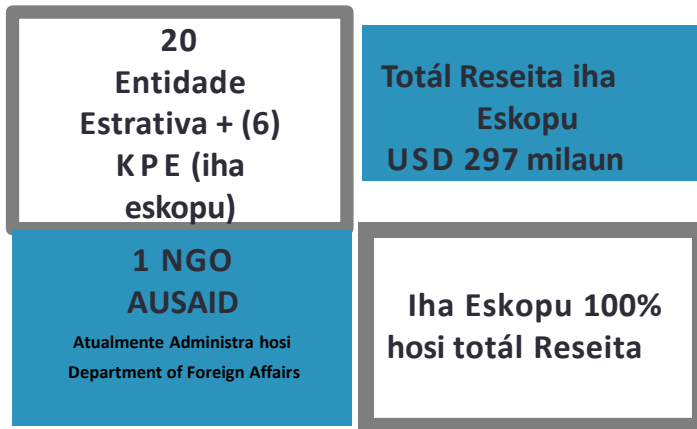 20
Entidade
Estrativa + (6)
KPE (iha
eskopu)
Totál Reseita iha
Eskopu
USD 297 milaun
1 NGO
AUSAID
Atualmente Administra hosi
Department of Foreign Affairs
Iha Eskopu 100%
hosi totál Reseita